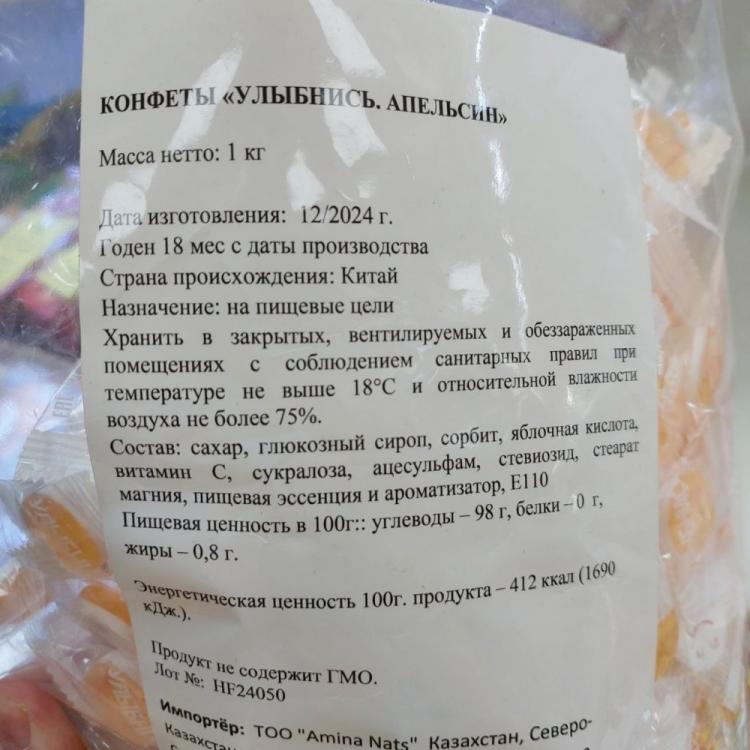 КОНФЕТЫ «УЛЫБНИСЬ. АПЕЛЬСИН»
Масса нетто: 1 кг
Дата изготовления: 12/2024 г.
Годен 18 мес с даты производства
Страна происхождения: Китай
Назначение: на пищевые цели
Хранить в закрытых, вентилируемых и обеззараженных
помещениях с соблюдением санитарных правил при
температуре не выше 18°С и относительной влажности
воздуха не более 75%.
Состав: сахар, глюкозный сироп, сорбит, яблочная кислота,
витамин С, сукралоза, ацесульфам, стевиозид, стеарат
магния, пищевая эссенция и ароматизатор, Е110
Пищевая ценность в 100г:: углеводы – 98 г, белки – 0 г,
жиры – 0,8 г.
Энергетическая ценность 100г. продукта – 412 ккал (1690
кДж.).
Продукт не содержит ГМО.
Лот №: HF24050
Импортёр: ТОО "Amina Nats" Казахстан, Северо-
Казахстан